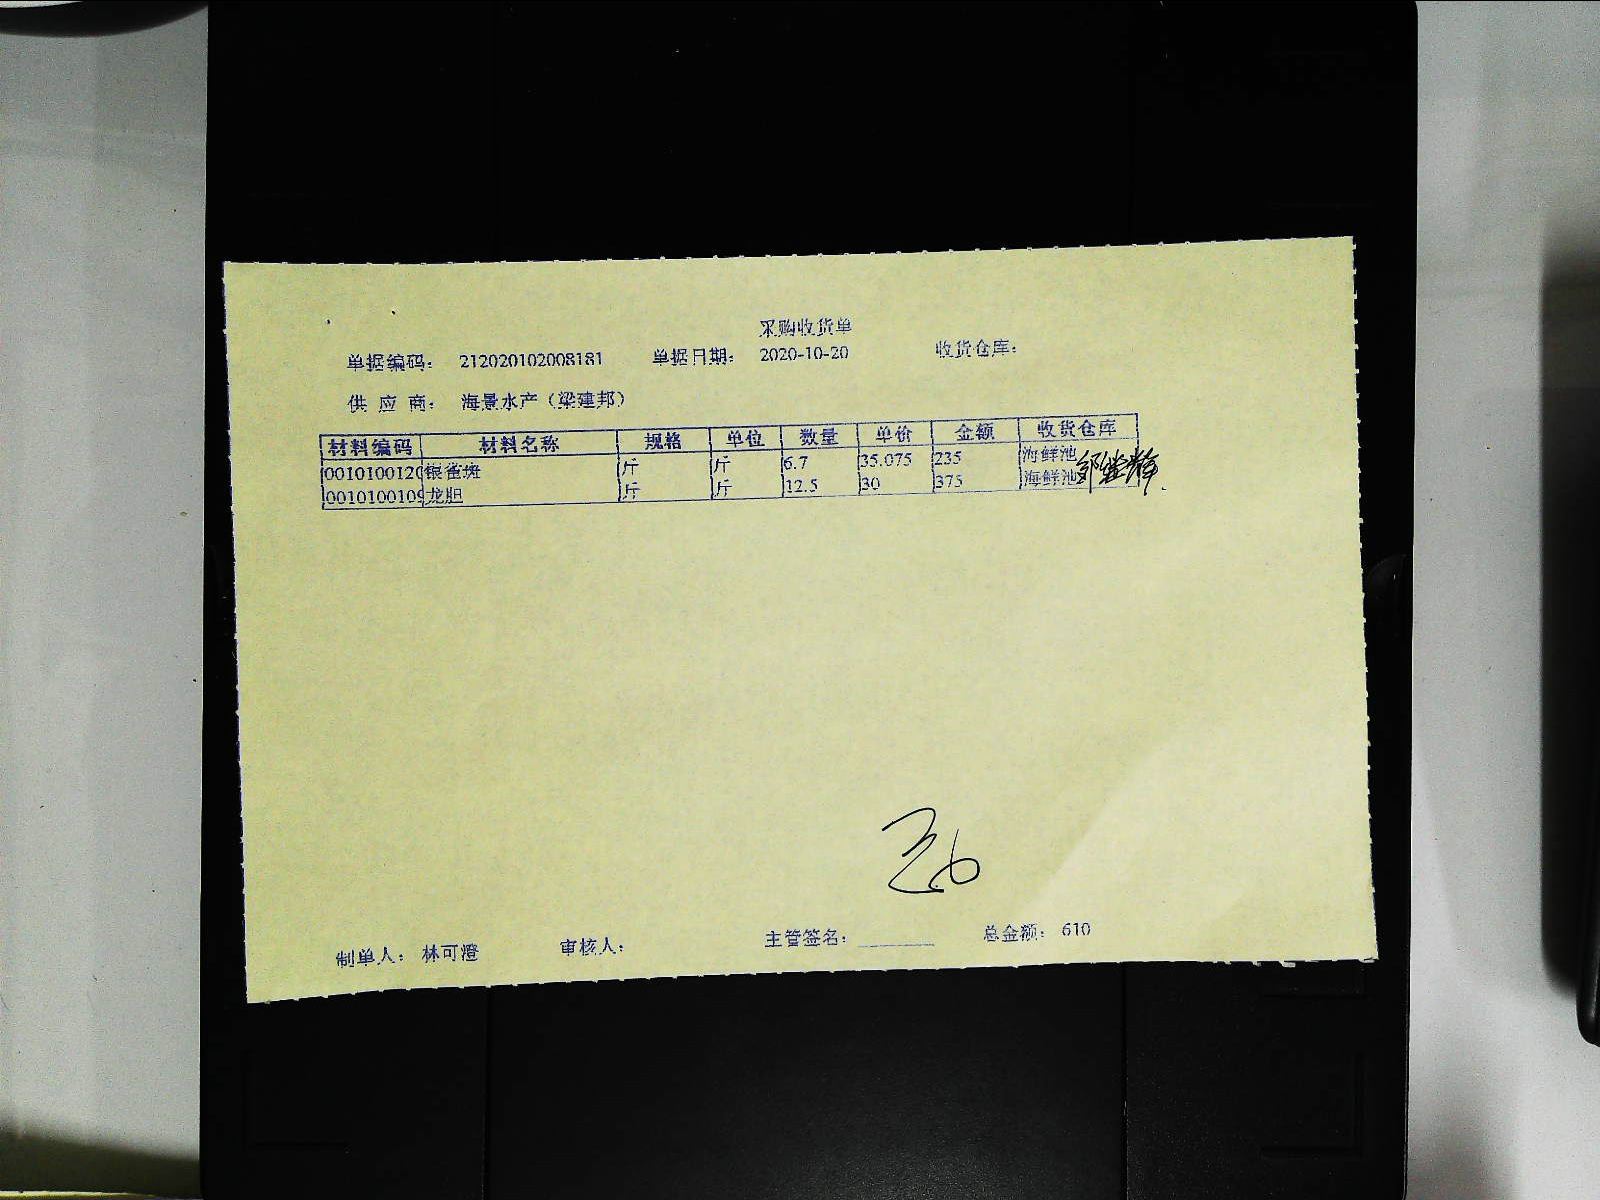 采购收货单
单据编码： 212020102008181 单据日期： 2020-10-20 收货仓库：
供 应 商： 海景水产（梁建邦）
材料编码 材料名称 规格 单位 数量 单价 金额 收货仓库
001010012 银雀斑 斤 斤 6.7 35.075 235 海鲜池
001010010 龙胆 斤 斤 12.5 30 375 海鲜池
制单人： 林可澄 审核人： 主管签名： 总金额： 610